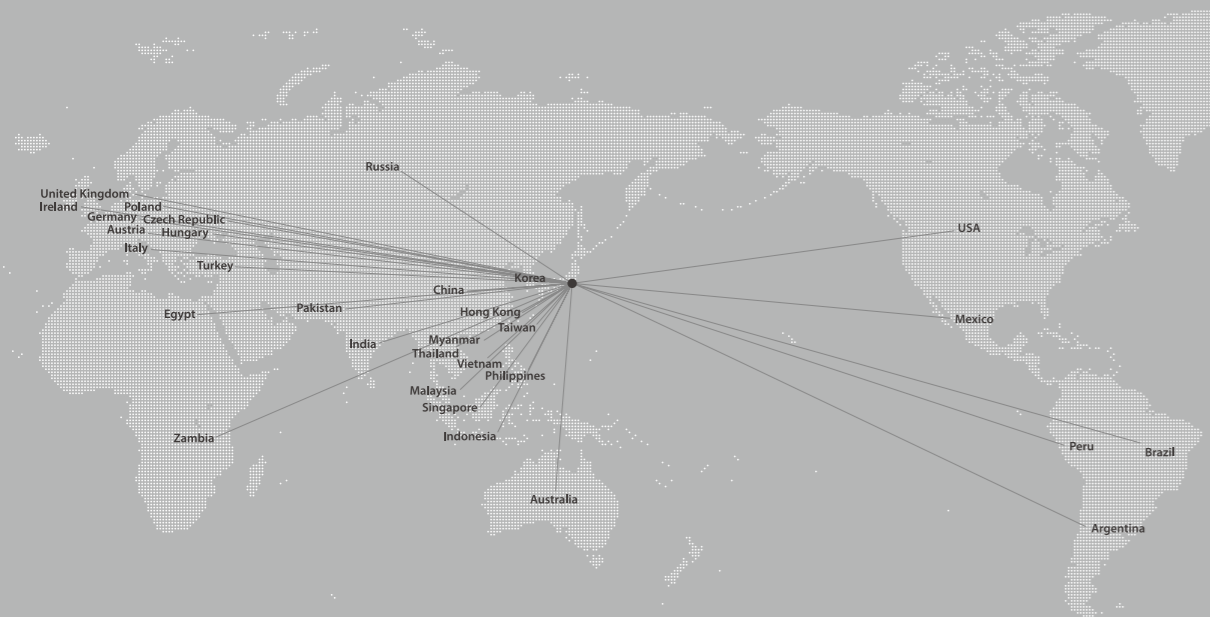 Russia
United Kingdom
Ireland
Poland
Germany
Czech Republic
Austria
Hungary
Italy
Turkey
Korea
China
Egypt
Pakistan
Hong Kong
Taiwan
India
Myanmar
Thailand
Vietnam
Philippines
Malaysia
Singapore
Zambia
Indonesia
Australia
USA
Mexico
Peru
Brazil
Argentina